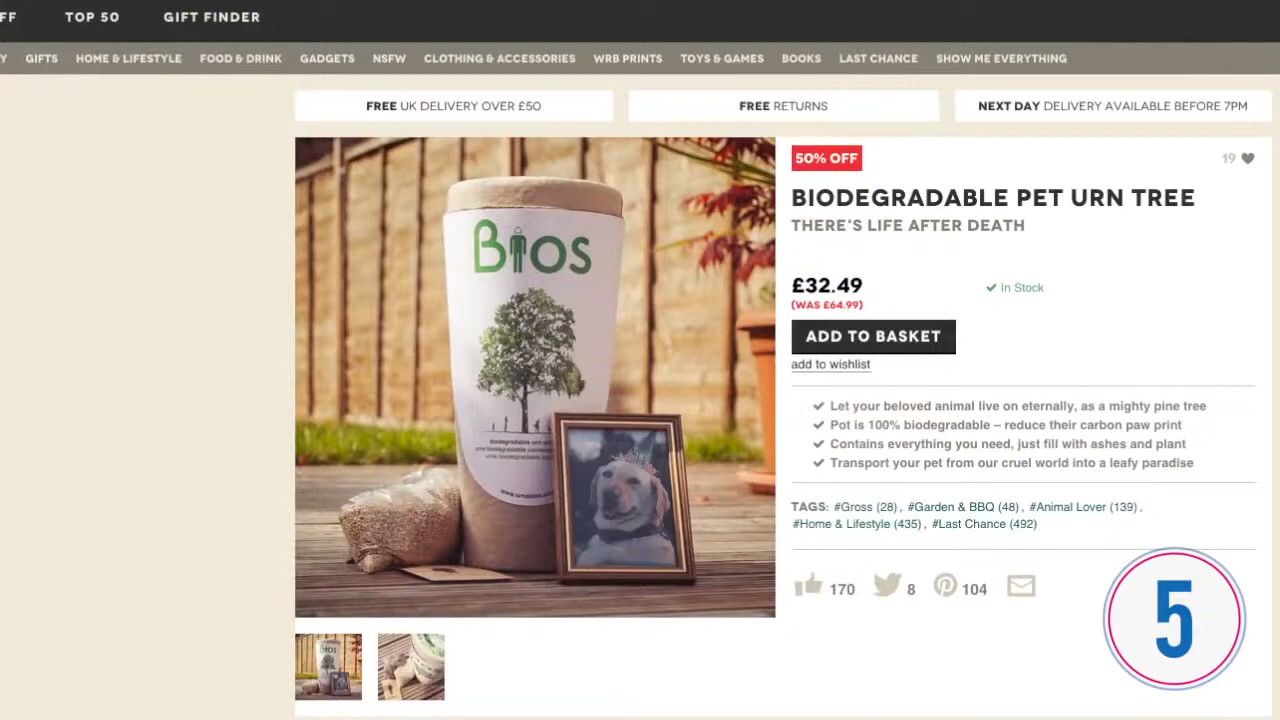 FF TOP 50 GIFT FINDER
Y GIFTS HOME & LIFESTYLE FOOD & DRINK GADGETS NSFW CLOTHING & ACCESSORIES WRB PRINTS TOYS & GAMES BOOKS LAST CHANCE SHOW ME EVERYTHING
FREE UK DELIVERY OVER £50
FREE RETURNS
NEXT DAY DELIVERY AVAILABLE BEFORE 7PM
Bios
biodegradable urn
www.urnabios.
50% OFF
19
BIODEGRADABLE PET URN TREE
THERE'S LIFE AFTER DEATH
£32.49
(WAS £64.99)
In Stock
ADD TO BASKET
add to wishlist
Let your beloved animal live on eternally, as a mighty pine tree
Pot is 100% biodegradable – reduce their carbon paw print
Contains everything you need, just fill with ashes and plant
Transport your pet from our cruel world into a leafy paradise
TAGS: #Gross (28), #Garden & BBQ (48), #Animal Lover (139),
#Home & Lifestyle (435), #Last Chance (492)
170 8 104
5
Bios